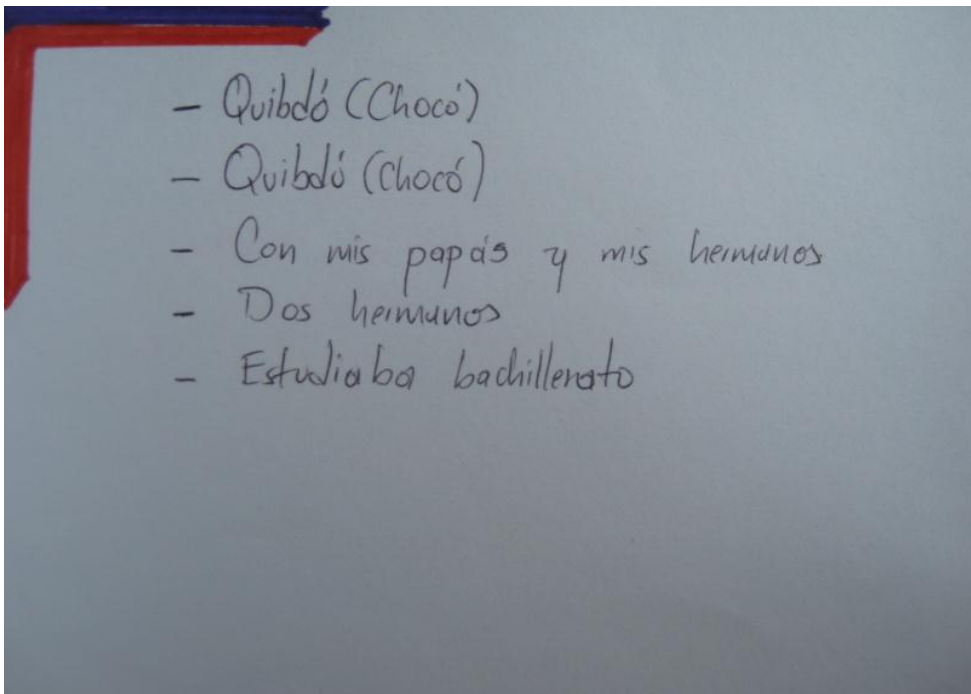 - Quibdó (Chocó)
- Quibdó (Chocó)
- Con mis papás y mis hermanos
- Dos hermanos
- Estudiaba bachillerato